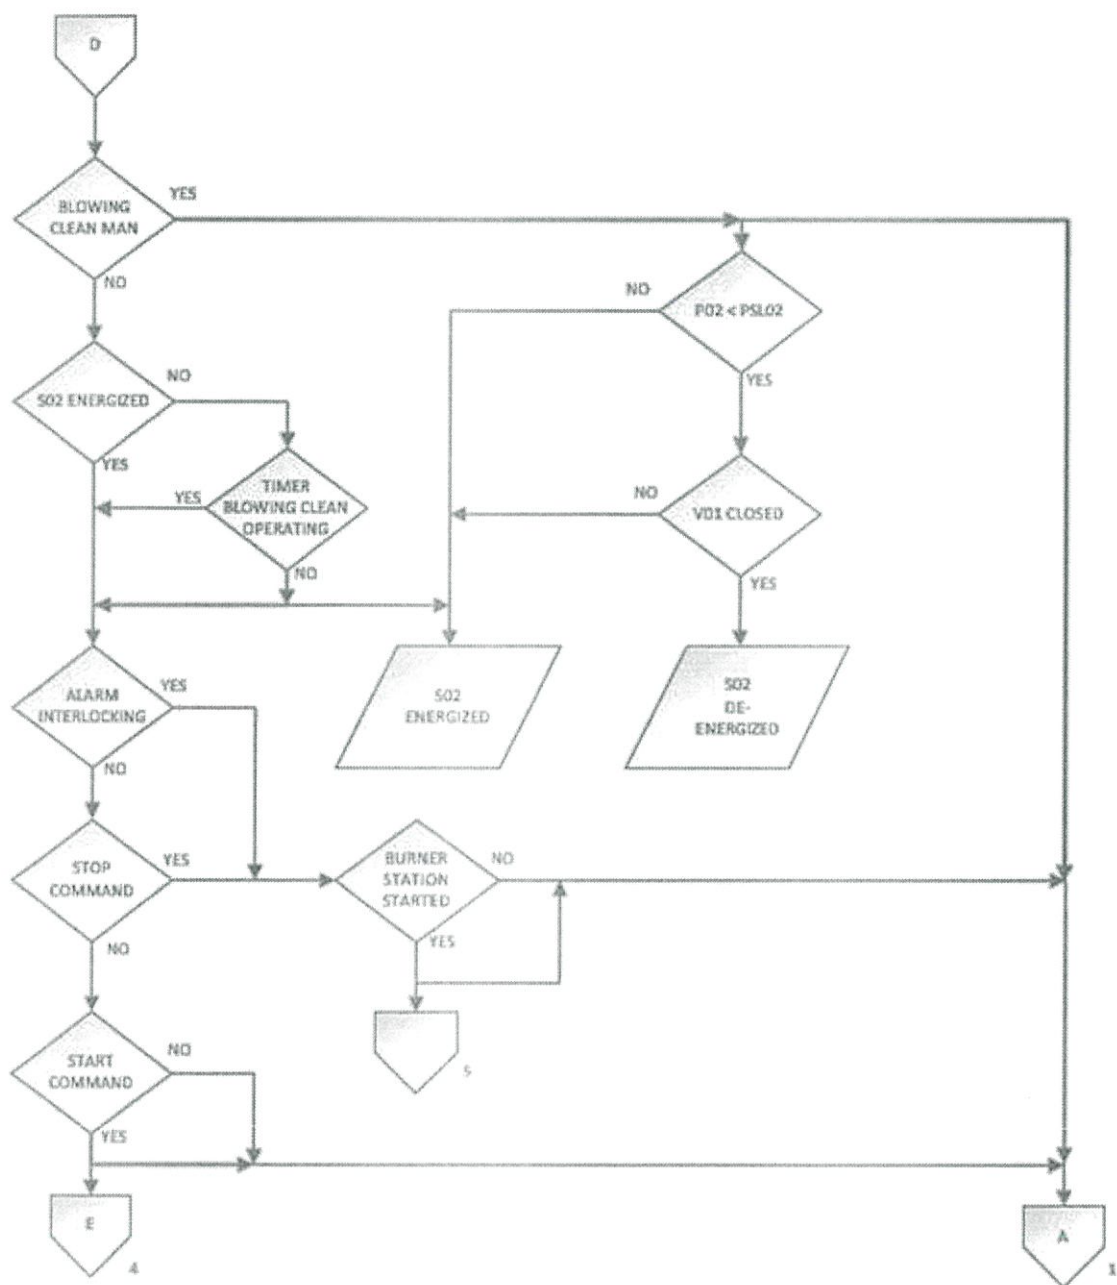 D
BLOWING
CLEAN MAN
YES
NO
P02 < PSL02
NO
YES
S02 ENERGIZED
NO
YES
TIMER
BLOWING CLEAN
OPERATING
YES
NO
V01 CLOSED
NO
YES
ALARM
INTERLOCKING
YES
NO
S02
ENERGIZED
S02
DE-
ENERGIZED
STOP
COMMAND
YES
NO
BURNER
STATION
STARTED
NO
YES
5
START
COMMAND
NO
YES
E
4
A
1